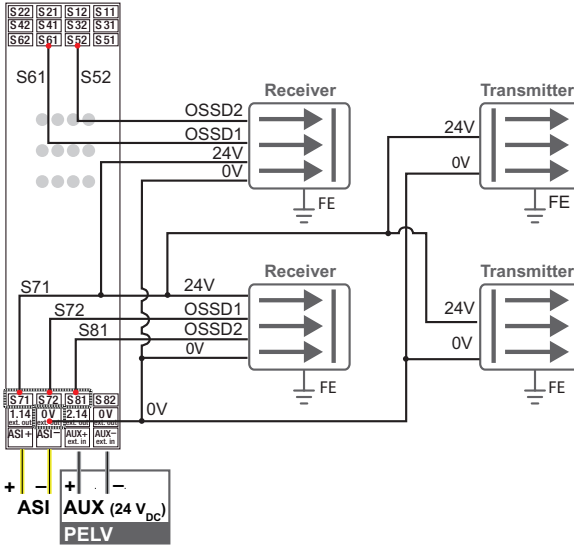 S22 S21 S12 S11
S42 S41 S32 S31
S62 S61 S52 S51
S61 S52
Receiver
Transmitter
OSSD2
OSSD1
24V
0V
24V
0V
FE
FE
Receiver
Transmitter
S71
24V
S72
OSSD1
S81
OSSD2
0V
24V
0V
FE
FE
S71 S72 S81 S82
1.14 ext. out 0V ext. out 2.14 ext. out 0V ext. out
0V
ASI+ ASI− AUX+ ext. in AUX− ext. in
+ − + −
ASI AUX (24 VDC)
PELV